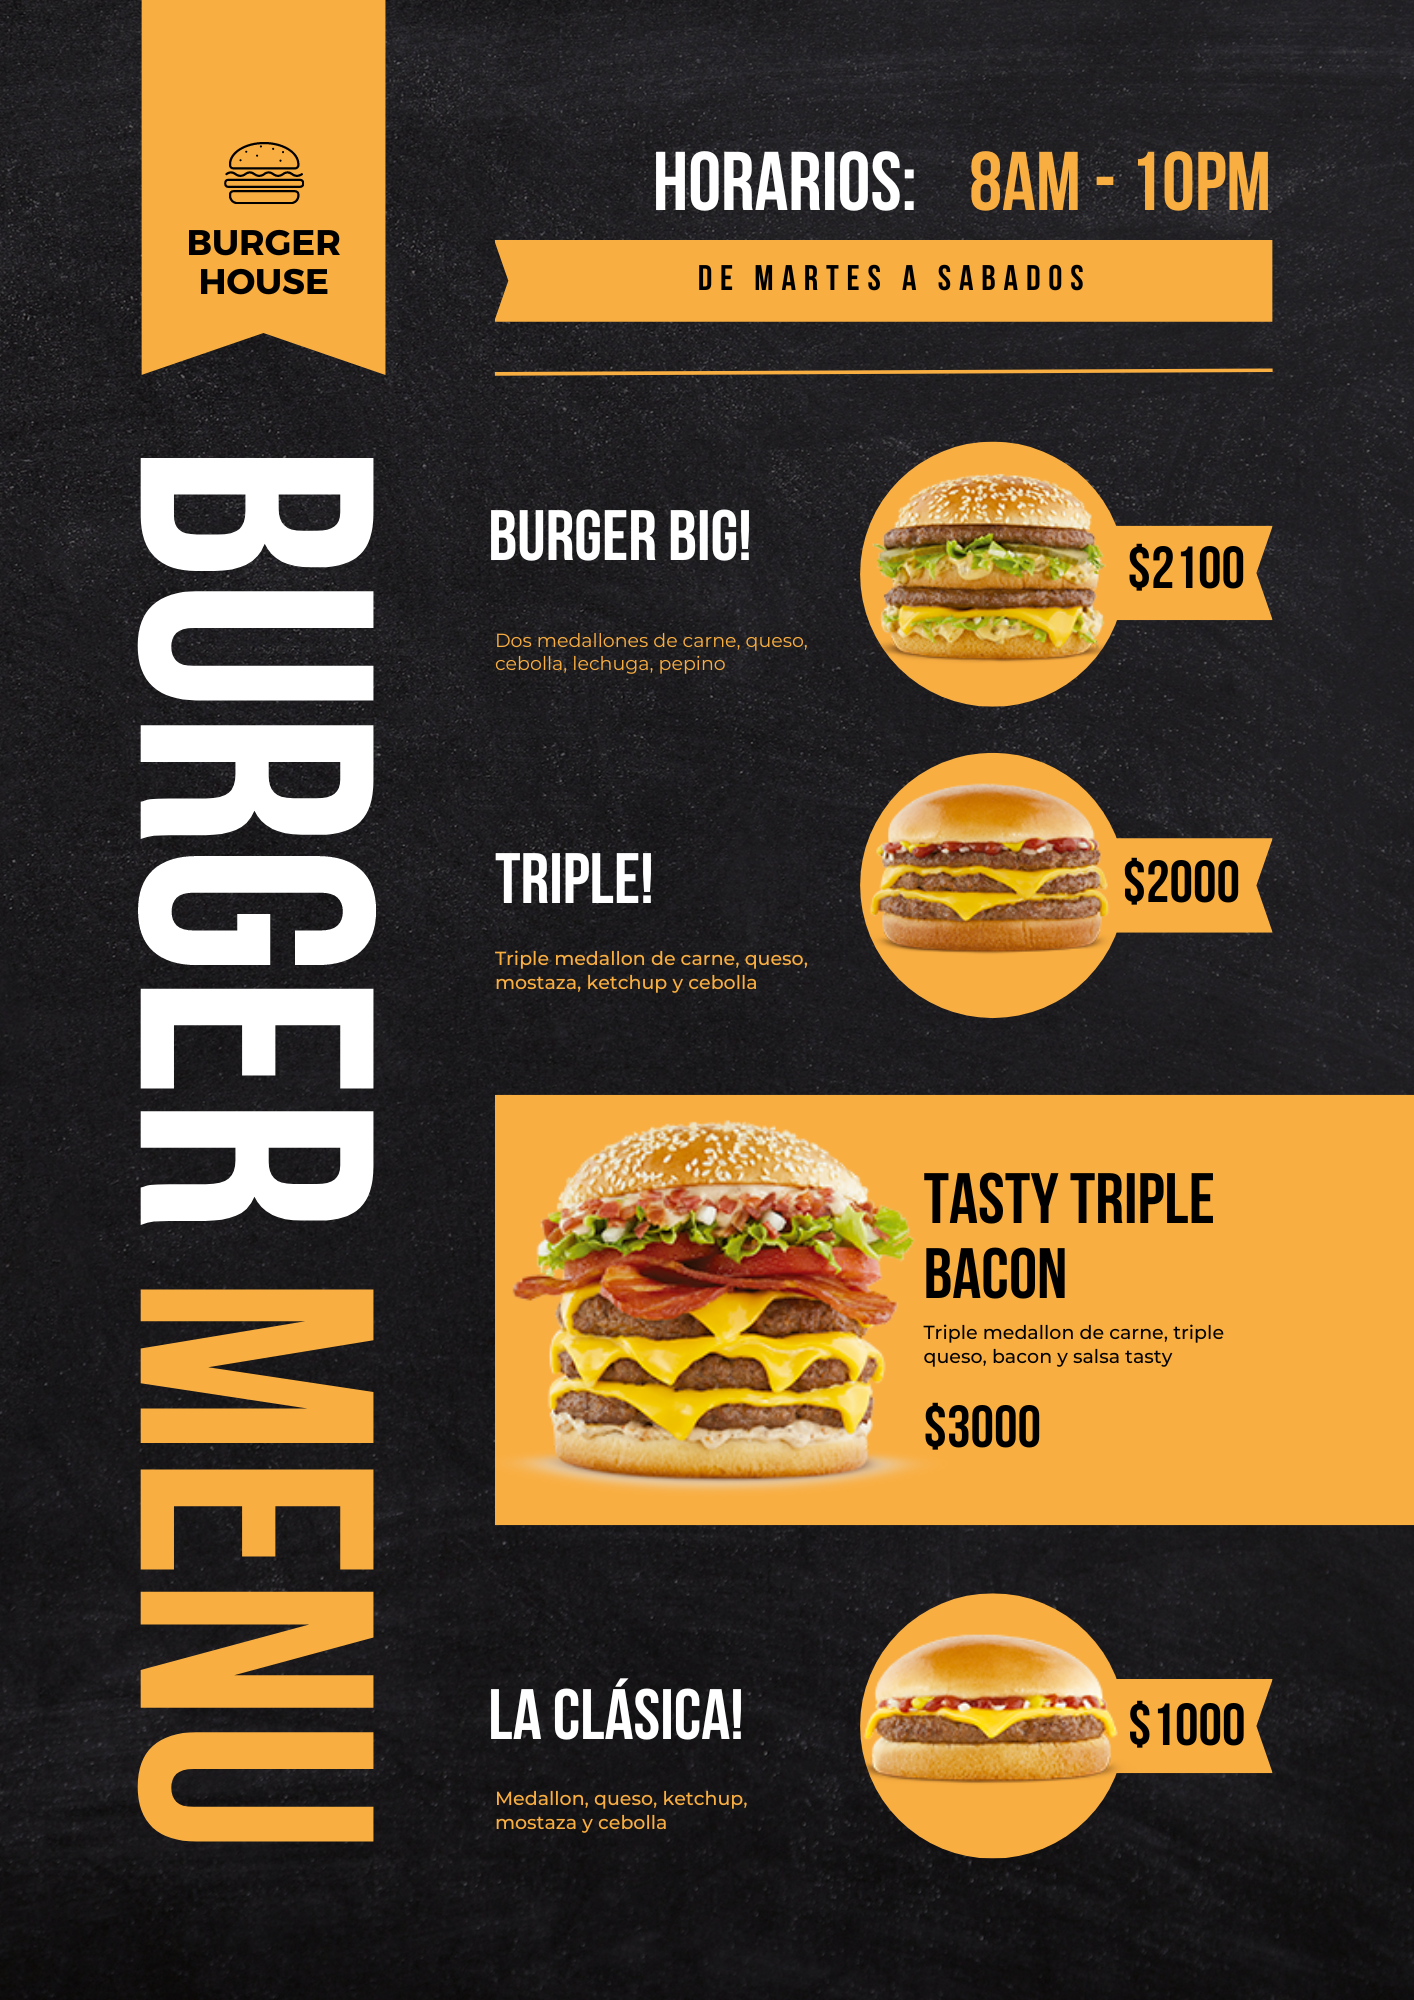 BURGER
HOUSE
HORARIOS: 8AM - 10PM
DE MARTES A SABADOS
BURGER MENU
BURGER BIG!
Dos medallones de carne, queso,
cebolla, lechuga, pepino
$2100
TRIPLE!
Triple medallon de carne, queso,
mostaza, ketchup y cebolla
$2000
TASTY TRIPLE
BACON
Triple medallon de carne, triple
queso, bacon y salsa tasty
$3000
LA CLÁSICA!
Medallon, queso, ketchup,
mostaza y cebolla
$1000